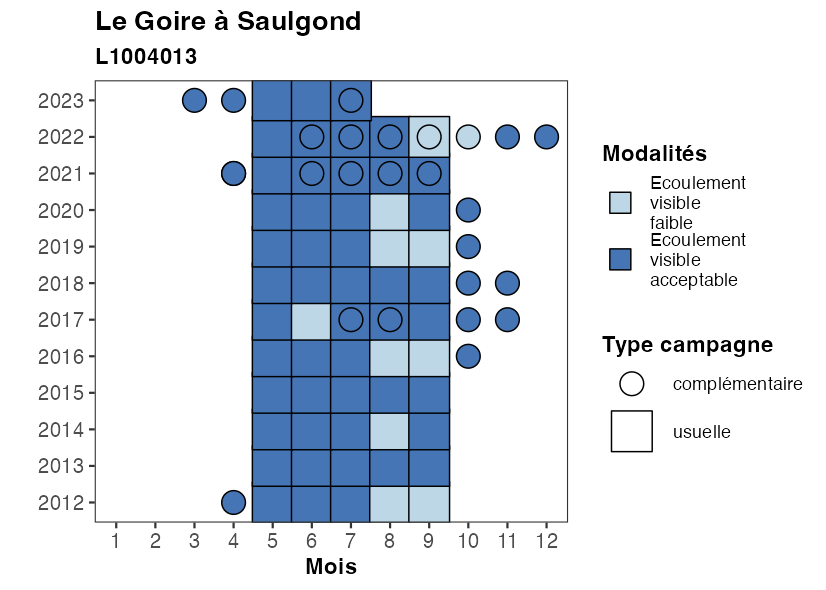 Le Goire à Saulgond
L1004013
2023
2022
2021
2020
2019
2018
2017
2016
2015
2014
2013
2012
1 2 3 4 5 6 7 8 9 10 11 12
Mois
Modalités
Ecoulement
visible
faible
Ecoulement
visible
acceptable
Type campagne
complémentaire
usuelle